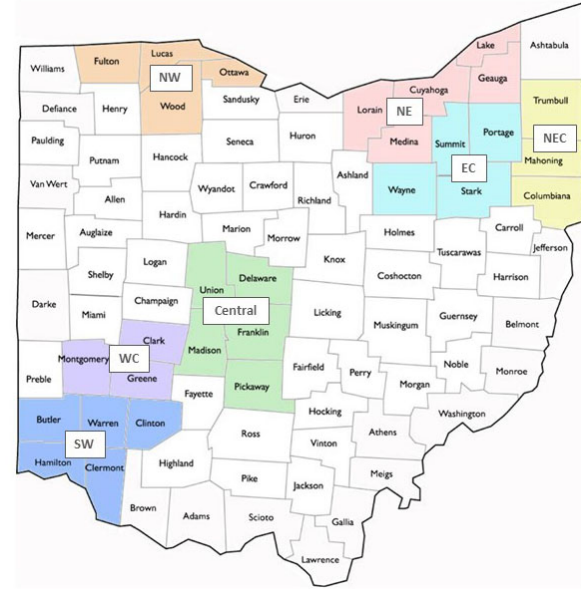 Lake
Ashtabula
Lucas
Williams
Fulton
NW
Ottawa
Geauga
Cuyahoga
Defiance
Henry
Wood
Sandusky
Erie
Lorain
NE
Trumbull
Paulding
Seneca
Huron
Medina
Summit
Portage
NEC
Putnam
Hancock
Ashland
EC
Mahoning
Van Wert
Wyandot
Crawford
Richland
Wayne
Stark
Columbiana
Allen
Hardin
Marion
Morrow
Holmes
Carroll
Mercer
Auglaize
Jefferson
Logan
Knox
Tuscarawas
Shelby
Union
Delaware
Coshocton
Harrison
Darke
Champaign
Central
Licking
Miami
Guernsey
Belmont
Clark
Franklin
Muskingum
Montgomery
WC
Madison
Noble
Preble
Greene
Fairfield
Perry
Monroe
Pickaway
Morgan
Fayette
Hocking
Washington
Butler
Warren
Clinton
Ross
Athens
SW
Vinton
Hamilton
Clermont
Highland
Meigs
Pike
Jackson
Brown
Adams
Scioto
Gallia
Lawrence